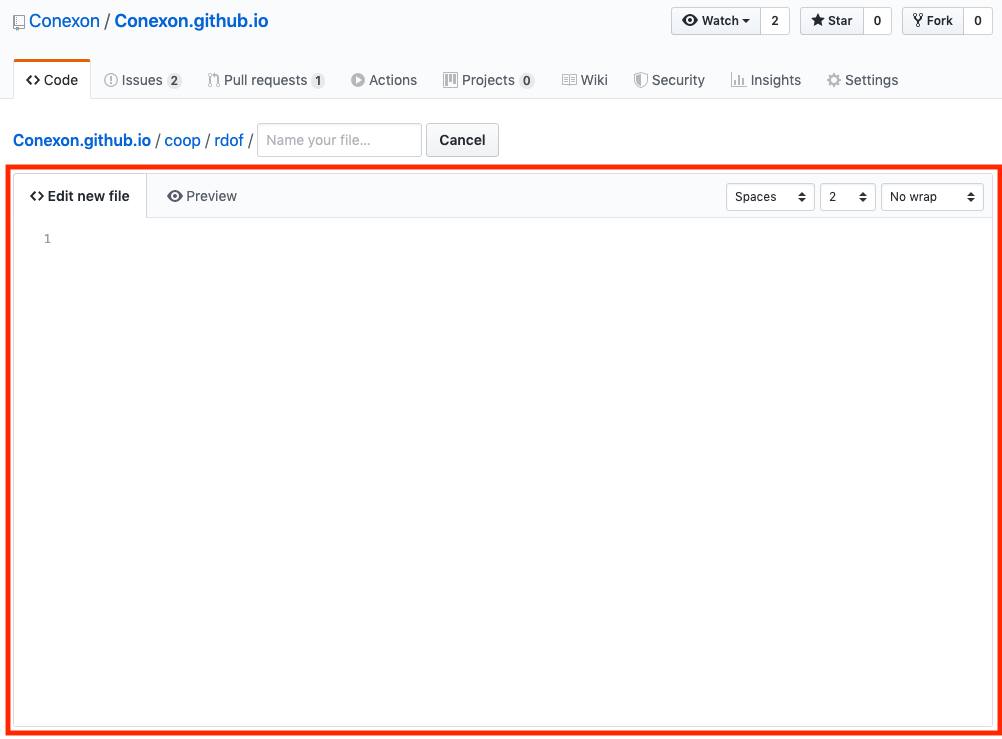 Conexon / Conexon.github.io Watch 2 Star 0 Fork 0
Code Issues 2 Pull requests 1 Actions Projects 0 Wiki Security Insights Settings
Conexon.github.io / coop / rdof / Name your file... Cancel
Edit new file Preview Spaces 2 No wrap
1